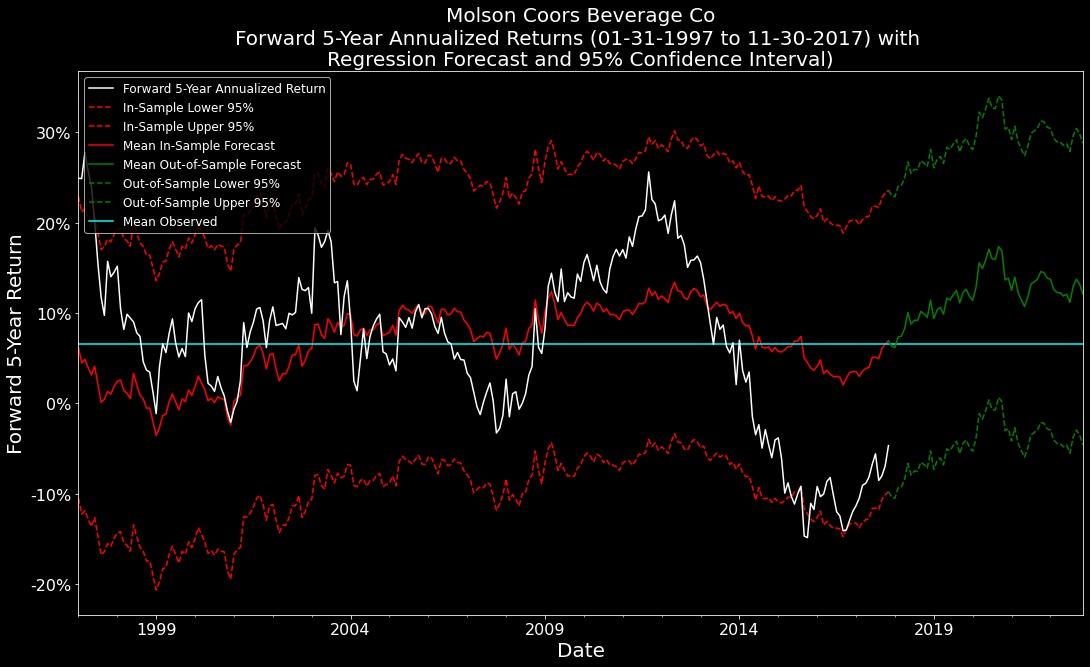 Molson Coors Beverage Co
Forward 5-Year Annualized Returns (01-31-1997 to 11-30-2017) with
Regression Forecast and 95% Confidence Interval)
Forward 5-Year Annualized Return
In-Sample Lower 95%
In-Sample Upper 95%
Mean In-Sample Forecast
Mean Out-of-Sample Forecast
Out-of-Sample Lower 95%
Out-of-Sample Upper 95%
Mean Observed
Forward 5-Year Return
30%
20%
10%
0%
-10%
-20%
1999 2004 2009 2014 2019
Date